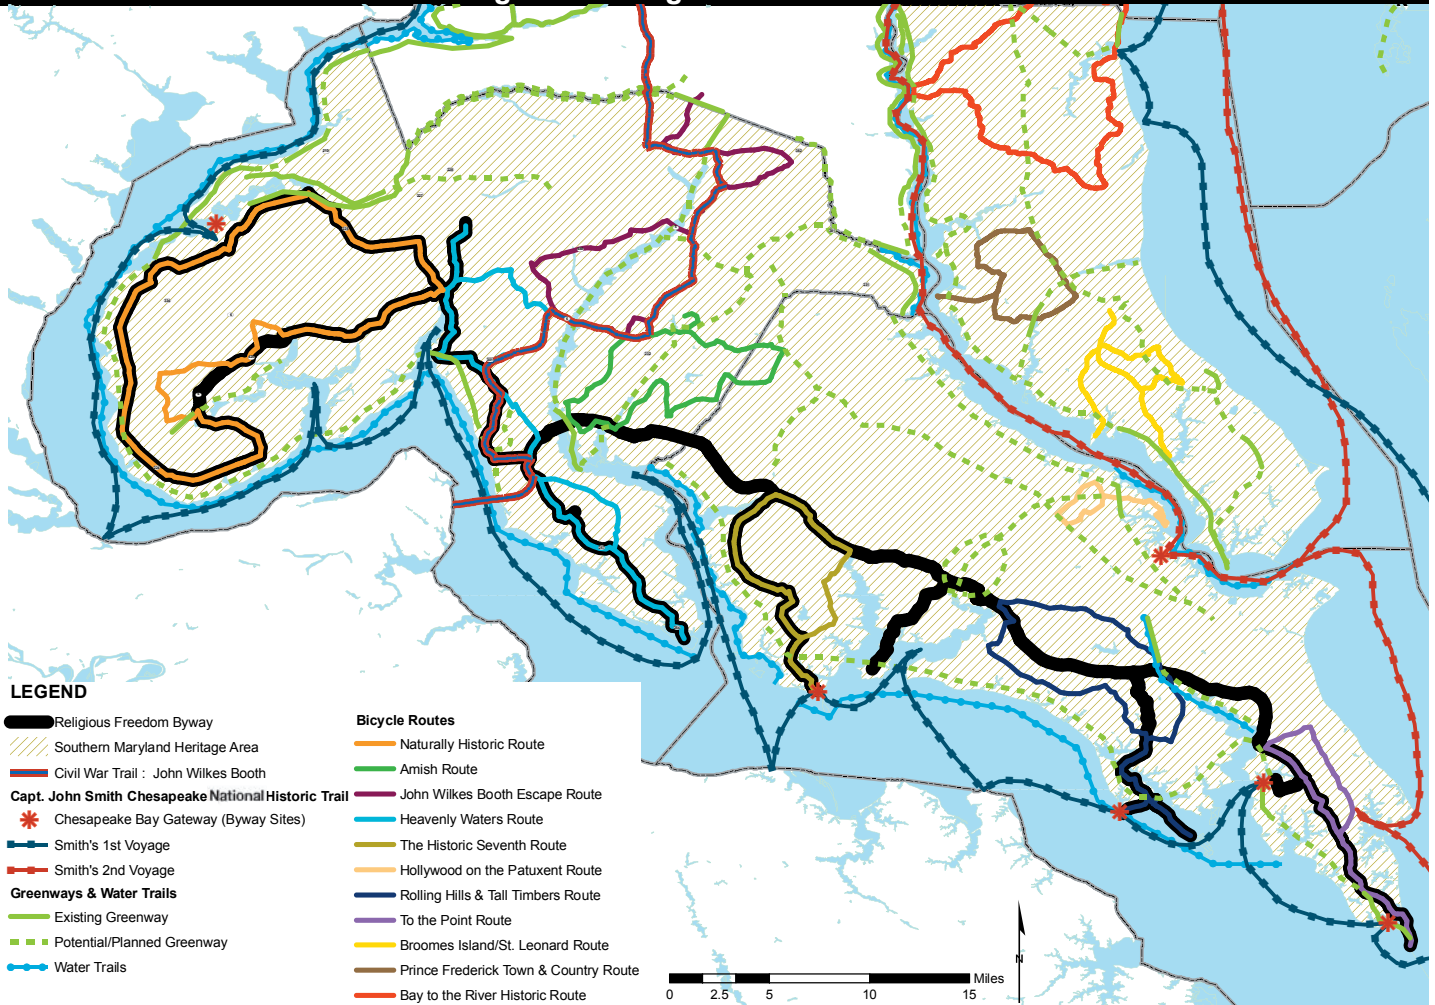 LEGEND
Religious Freedom Byway
Southern Maryland Heritage Area
Civil War Trail : John Wilkes Booth
Capt. John Smith Chesapeake National Historic Trail
Chesapeake Bay Gateway (Byway Sites)
Smith's 1st Voyage
Smith's 2nd Voyage
Greenways & Water Trails
Existing Greenway
Potential/Planned Greenway
Water Trails
Bicycle Routes
Naturally Historic Route
Amish Route
John Wilkes Booth Escape Route
Heavenly Waters Route
The Historic Seventh Route
Hollywood on the Patuxent Route
Rolling Hills & Tall Timbers Route
To the Point Route
Broomes Island/St. Leonard Route
Prince Frederick Town & Country Route
Bay to the River Historic Route
N
Miles
0 2.5 5 10 15